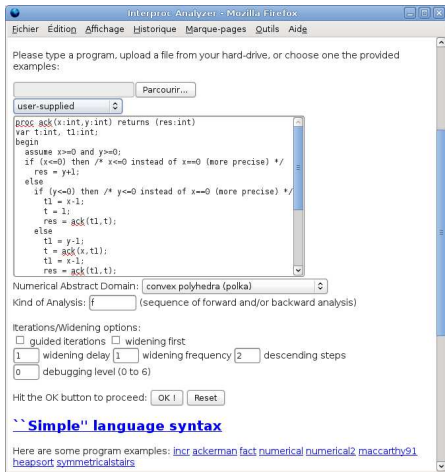 Interproc Analyzer - Mozilla Firefox
Fichier Édition Affichage Historique Marque-pages Outils Aide
Please type a program, upload a file from your hard-drive, or choose one the provided
examples:
Parcourir...
user-supplied
proc ack(x:int,y:int) returns (res:int)
var t:int, t1:int;
begin
assume x>=0 and y>=0;
if (x<=0) then /* x<=0 instead of x==0 (more precise) */
res = y+1;
else
if (y<=0) then /* y<=0 instead of x==0 (more precise) */
t1 = x-1;
t = 1;
res = ack(t1,t);
else
t1 = y-1;
t = ack(x,t1);
t1 = x-1;
res = ack(t1,t);
Numerical Abstract Domain: convex polyhedra (polka)
Kind of Analysis: f (sequence of forward and/or backward analysis)
Iterations/Widening options:
guided iterations widening first
1 widening delay 1 widening frequency 2 descending steps
0 debugging level (0 to 6)
Hit the OK button to proceed: OK ! Reset
``Simple'' language syntax
Here are some program examples: incr ackerman fact numerical numerical2 maccarthy91
heapsort symmetricalstairs